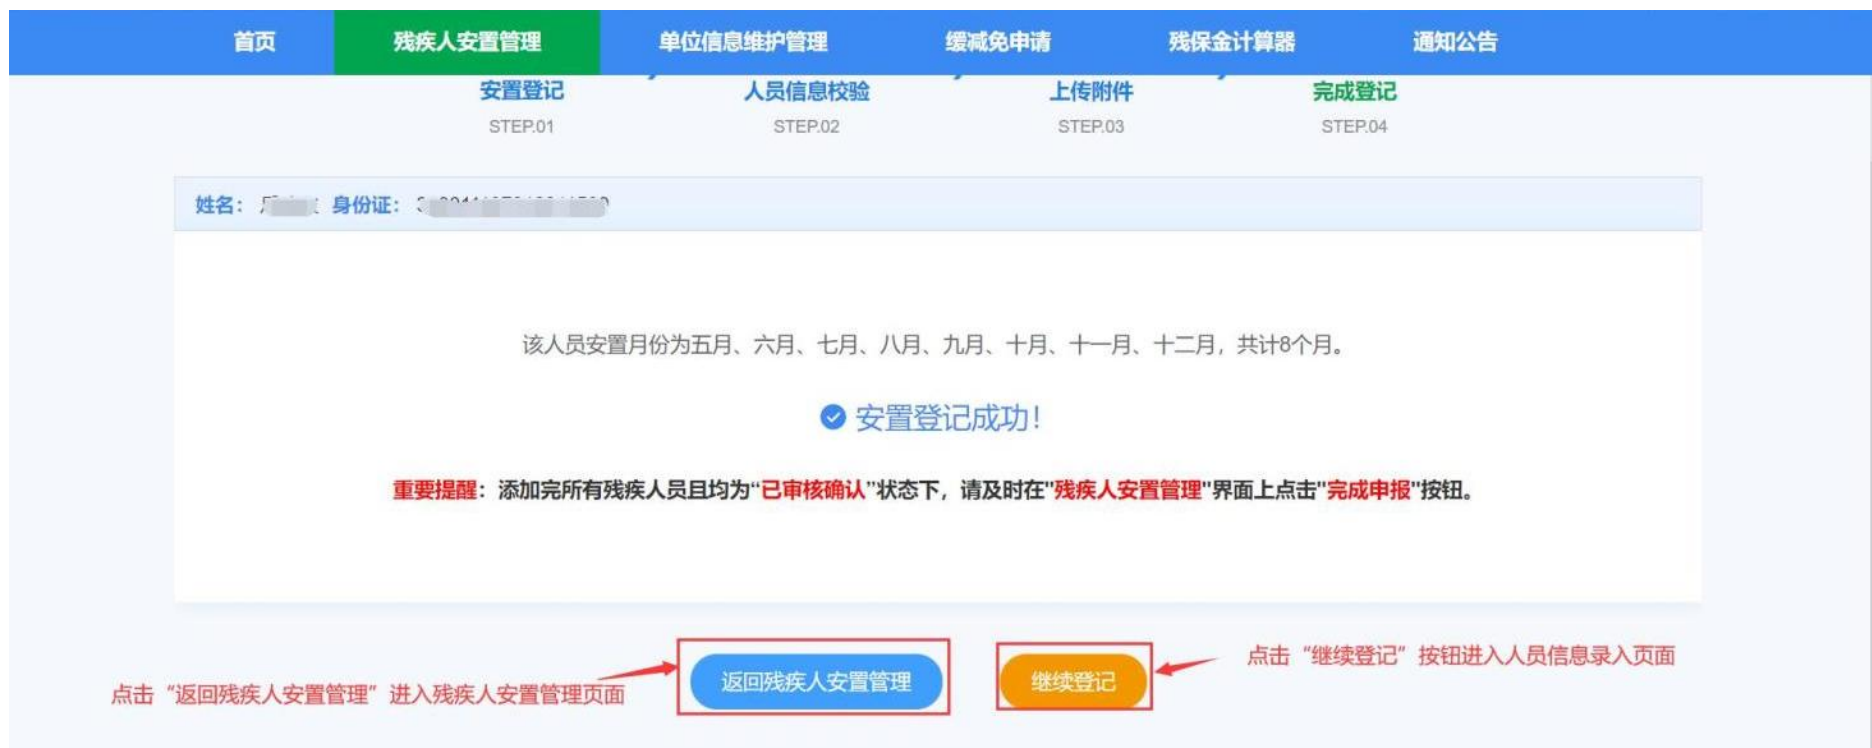 首页 残疾人安置管理 单位信息维护管理 缓减免申请 残保金计算器 通知公告
安置登记 人员信息校验 上传附件 完成登记
STEP.01 STEP.02 STEP.03 STEP.04
姓名: 身份证:
该人员安置月份为五月、六月、七月、八月、九月、十月、十一月、十二月，共计8个月。
安置登记成功！
重要提醒：添加完所有残疾人员且均为“已审核确认”状态下，请及时在"残疾人安置管理"界面上点击"完成申报"按钮。
点击“返回残疾人安置管理”进入残疾人安置管理页面
返回残疾人安置管理
继续登记
点击“继续登记”按钮进入人员信息录入页面